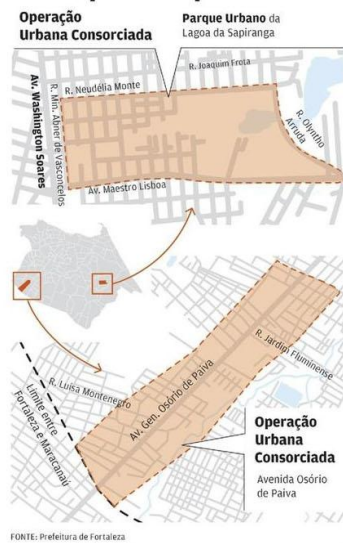 Operação
Urbana Consorciada
Parque Urbano da
Lagoa da Sapiranga
R. Joaquim Frota
R. Neudélia Monte
Av. Washington Soares
R. Min. Abner de Vasconcelos
R. Olyntho
Arruda
Av. Maestro Lisboa
R. Jardim Fluminense
R. Luísa Montenegro
Av. Gen. Osório de Paiva
Limite entre
Fortaleza e Maracanaú
Operação
Urbana
Consorciada
Avenida Osório
de Paiva
FONTE: Prefeitura de Fortaleza